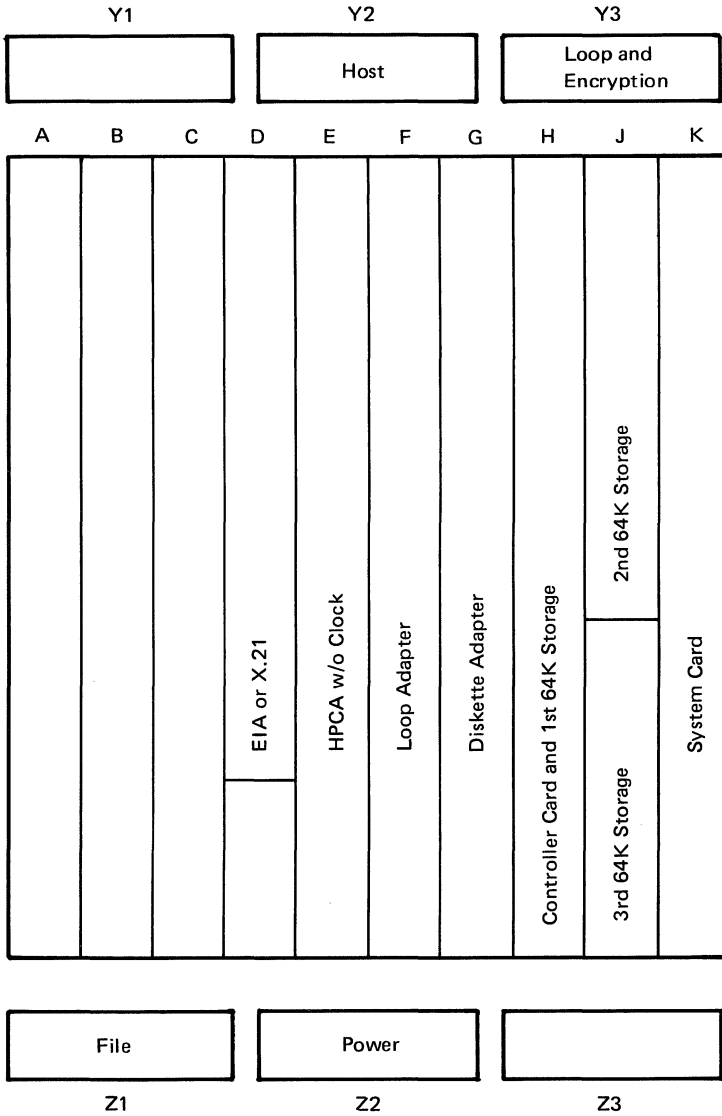 Y1 Y2 Y3
Host
Loop and
Encryption
A B C D E F G H J K
EIA or X.21
HPCA w/o Clock
Loop Adapter
Diskette Adapter
Controller Card and 1st 64K Storage
2nd 64K Storage
3rd 64K Storage
System Card
File
Power
Z1 Z2 Z3